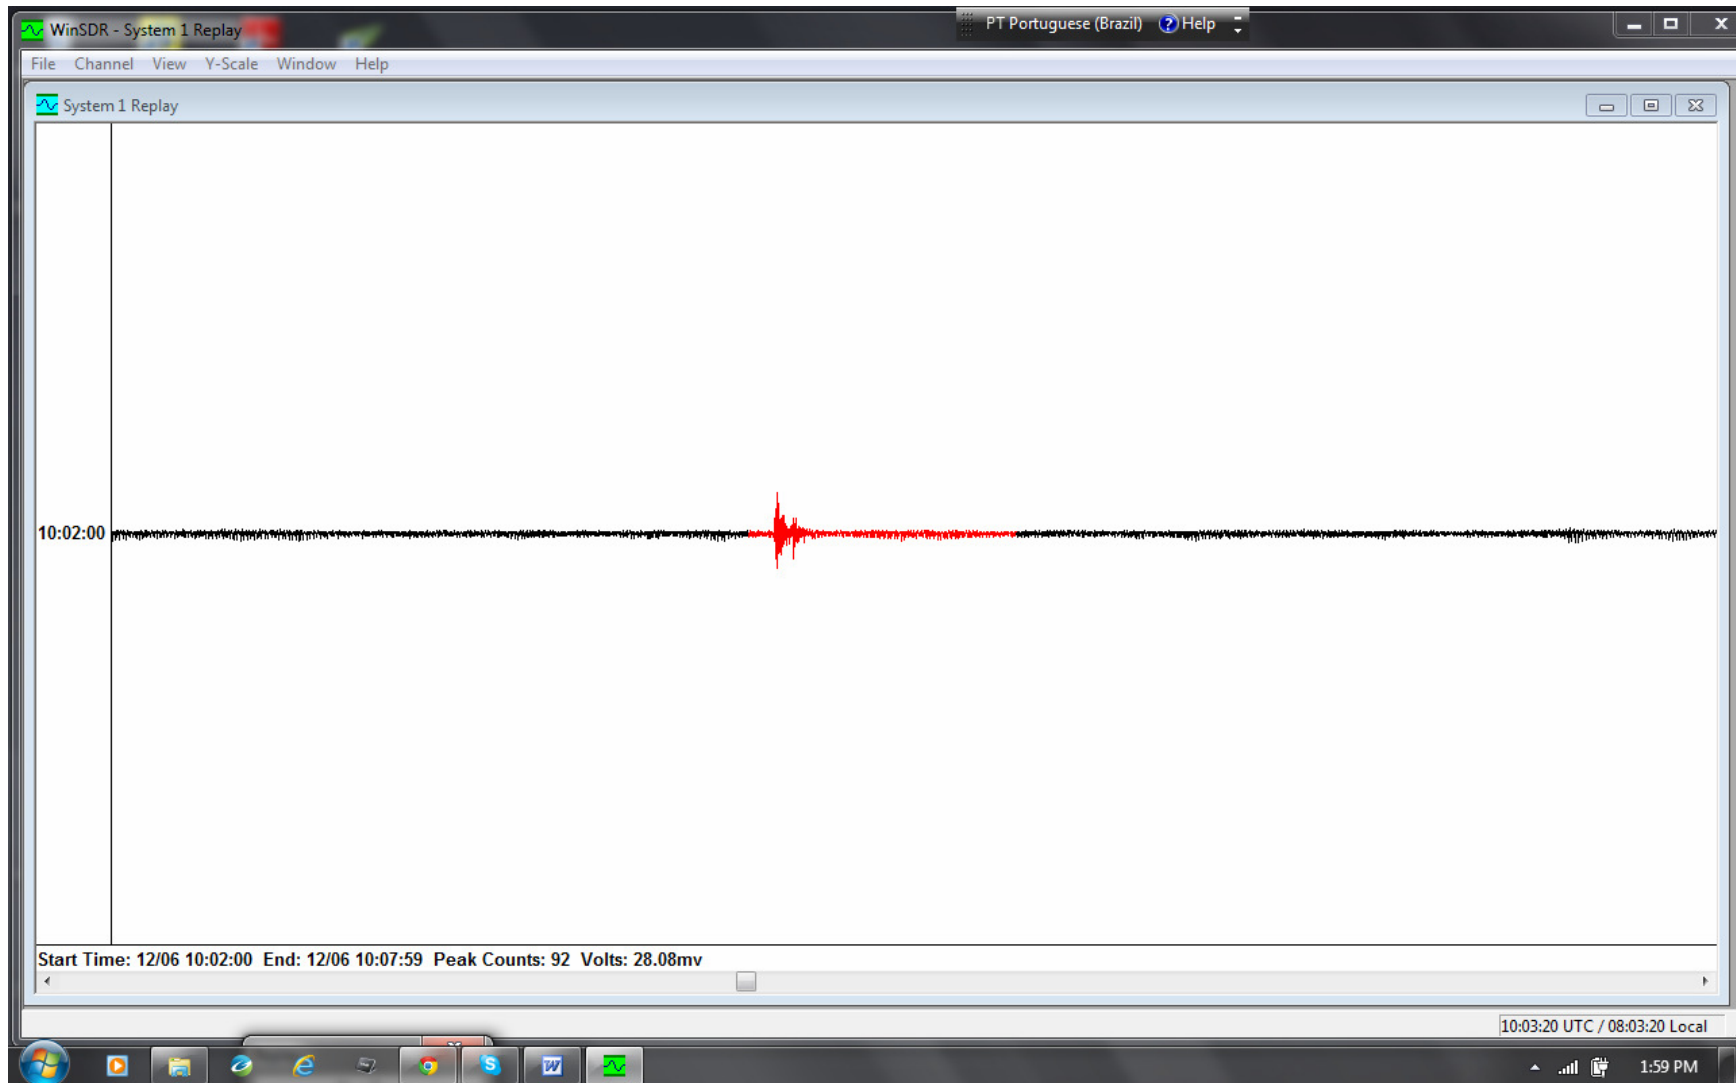 WinSDR - System 1 Replay
PT Portuguese (Brazil) ? Help
File Channel View Y-Scale Window Help
System 1 Replay
10:02:00
Start Time: 12/06 10:02:00 End: 12/06 10:07:59 Peak Counts: 92 Volts: 28.08mv
10:03:20 UTC / 08:03:20 Local
1:59 PM